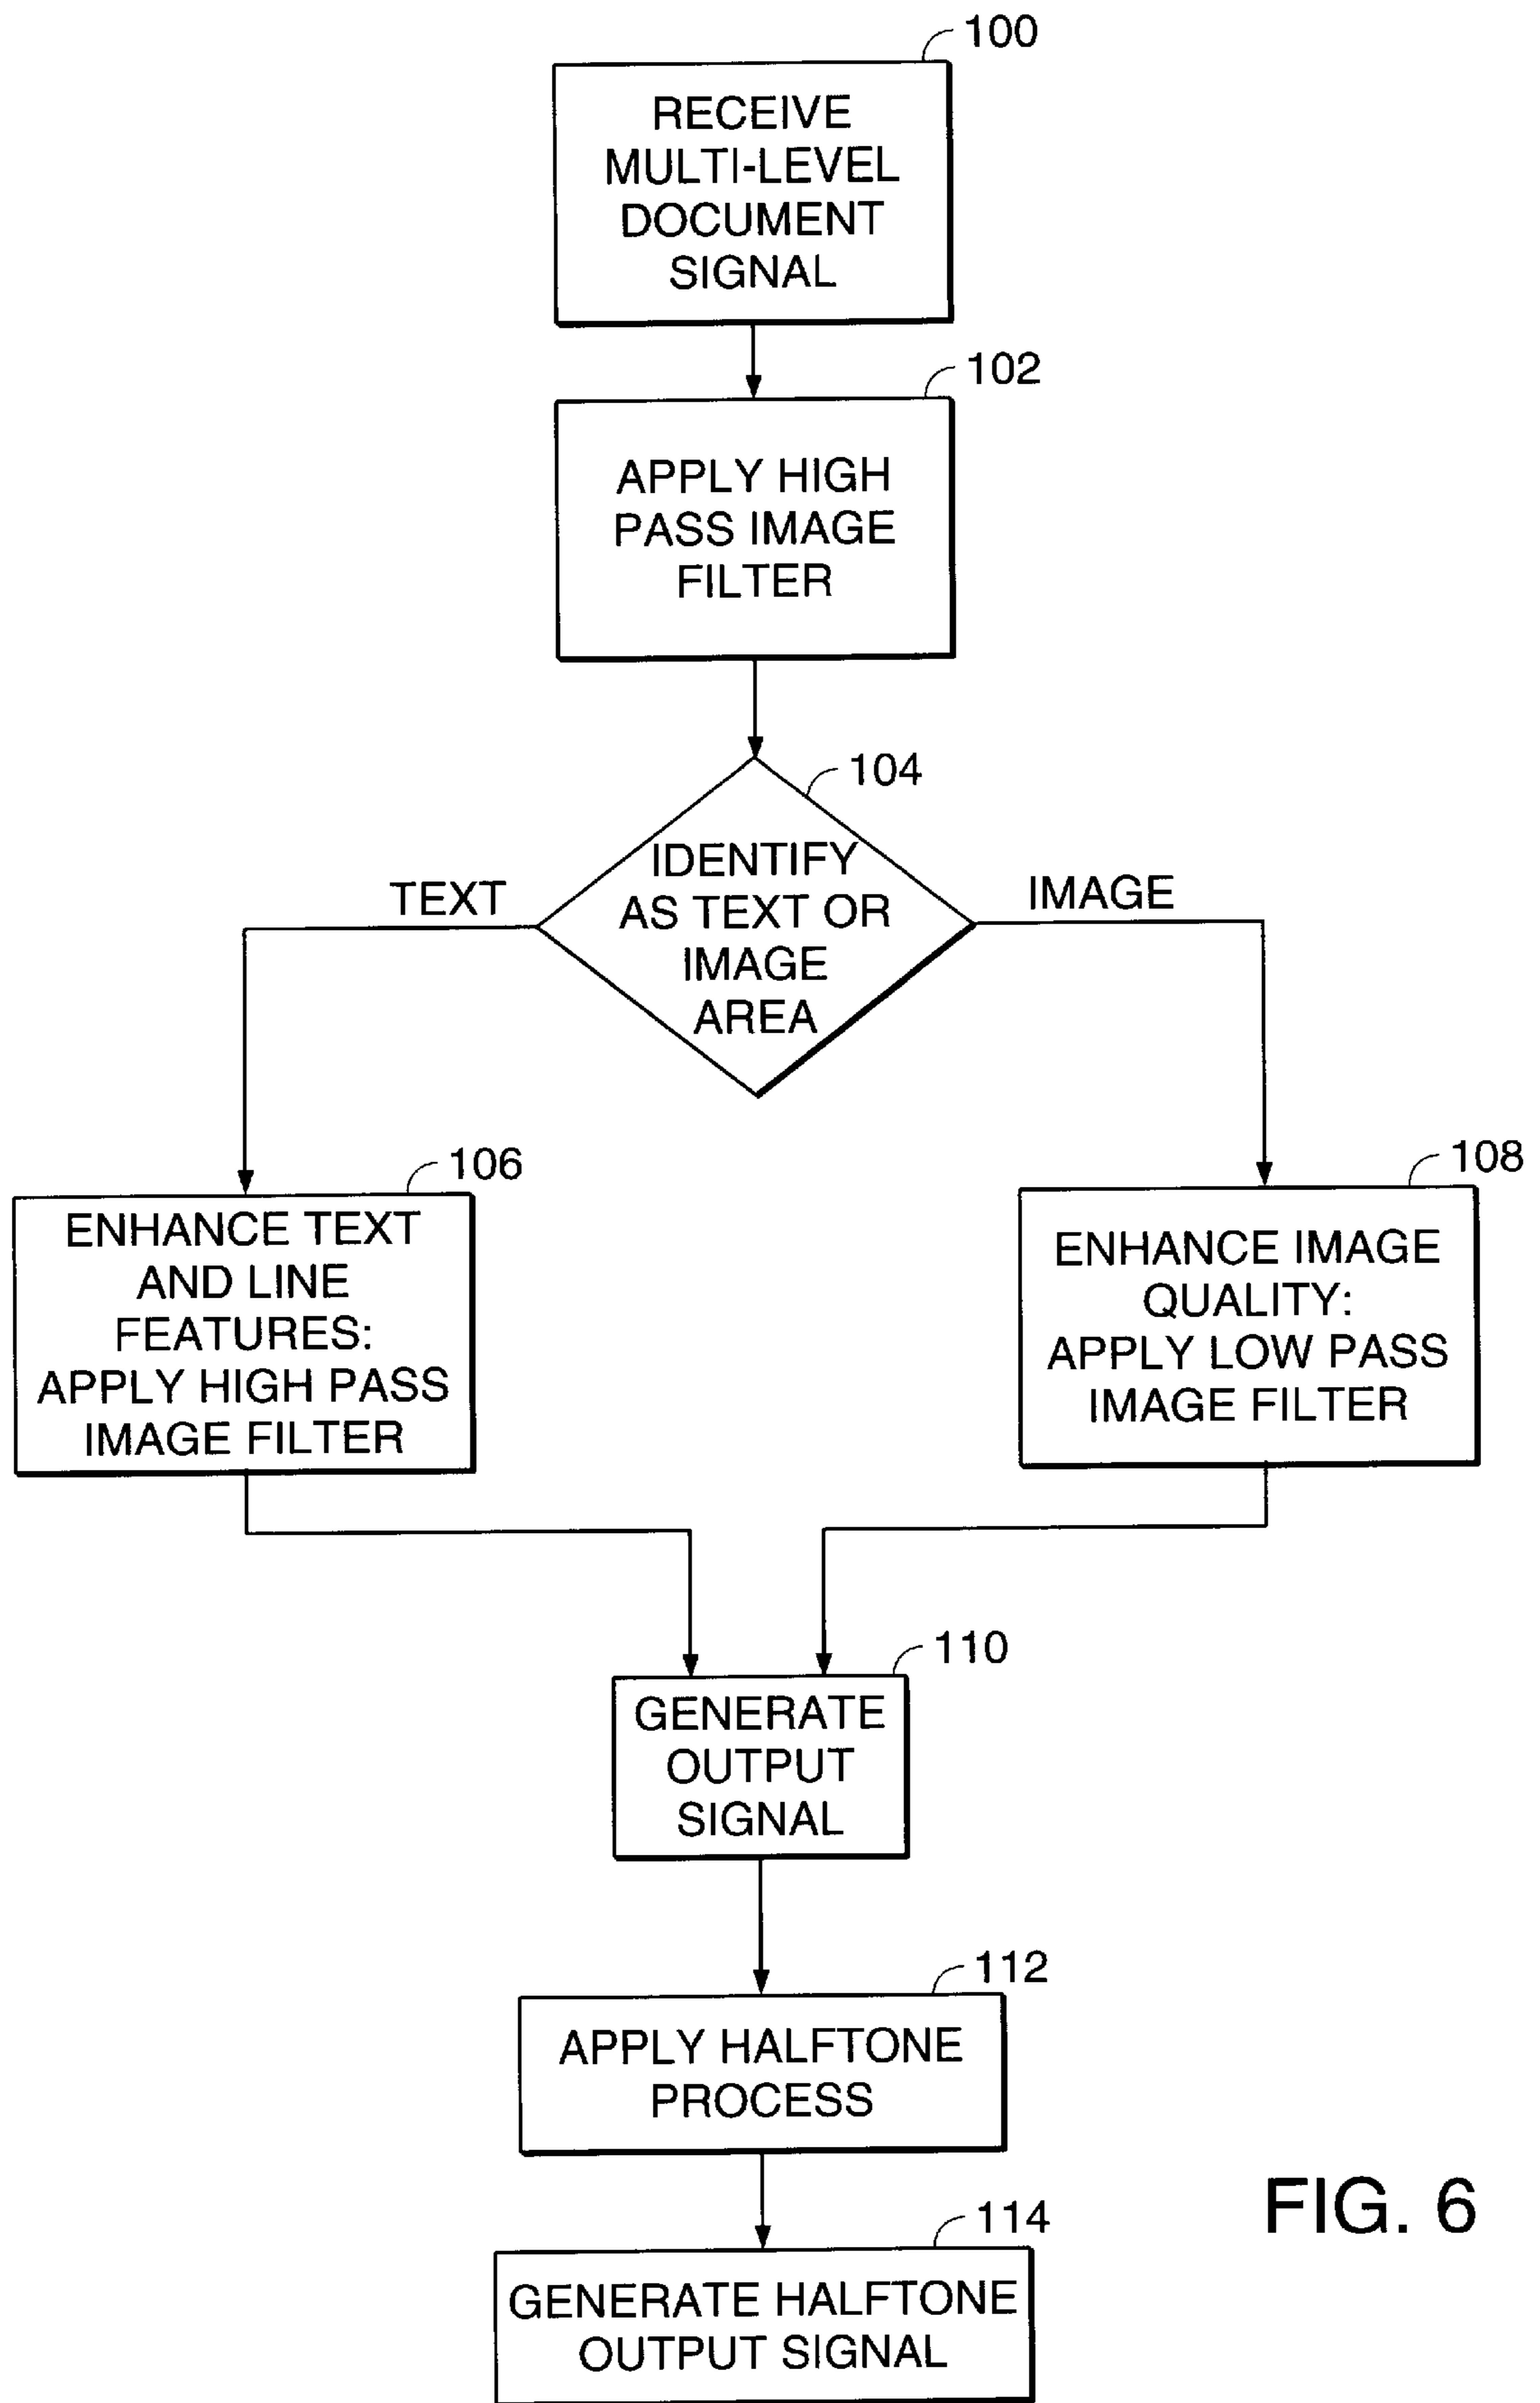 100
RECEIVE
MULTI-LEVEL
DOCUMENT
SIGNAL
102
APPLY HIGH
PASS IMAGE
FILTER
104
IDENTIFY
AS TEXT OR
IMAGE
AREA
TEXT
IMAGE
106
ENHANCE TEXT
AND LINE
FEATURES:
APPLY HIGH PASS
IMAGE FILTER
108
ENHANCE IMAGE
QUALITY:
APPLY LOW PASS
IMAGE FILTER
110
GENERATE
OUTPUT
SIGNAL
112
APPLY HALFTONE
PROCESS
114
GENERATE HALFTONE
OUTPUT SIGNAL
FIG. 6